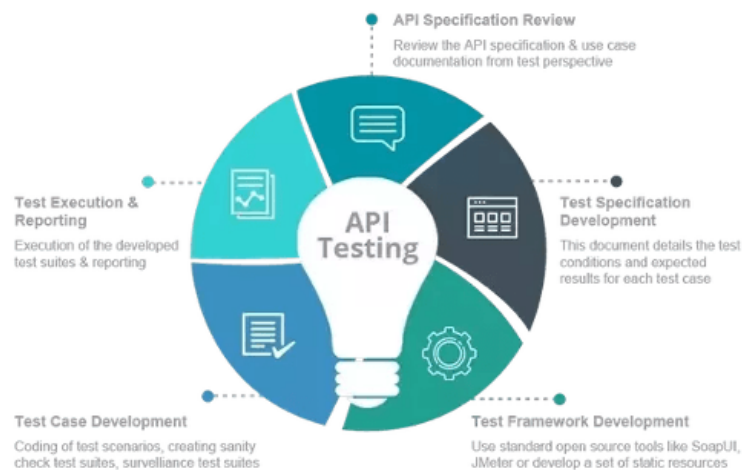 API Specification Review
Review the API specification & use case
documentation from test perspective
API
Testing
Test Specification
Development
This document details the test
conditions and expected
results for each test case
Test Framework Development
Use standard open source tools like SoapUI,
JMeter or develop a set of static resources
Test Case Development
Coding of test scenarios, creating sanity
check test suites, survelliance test suites
Test Execution &
Reporting
Execution of the developed
test suites & reporting